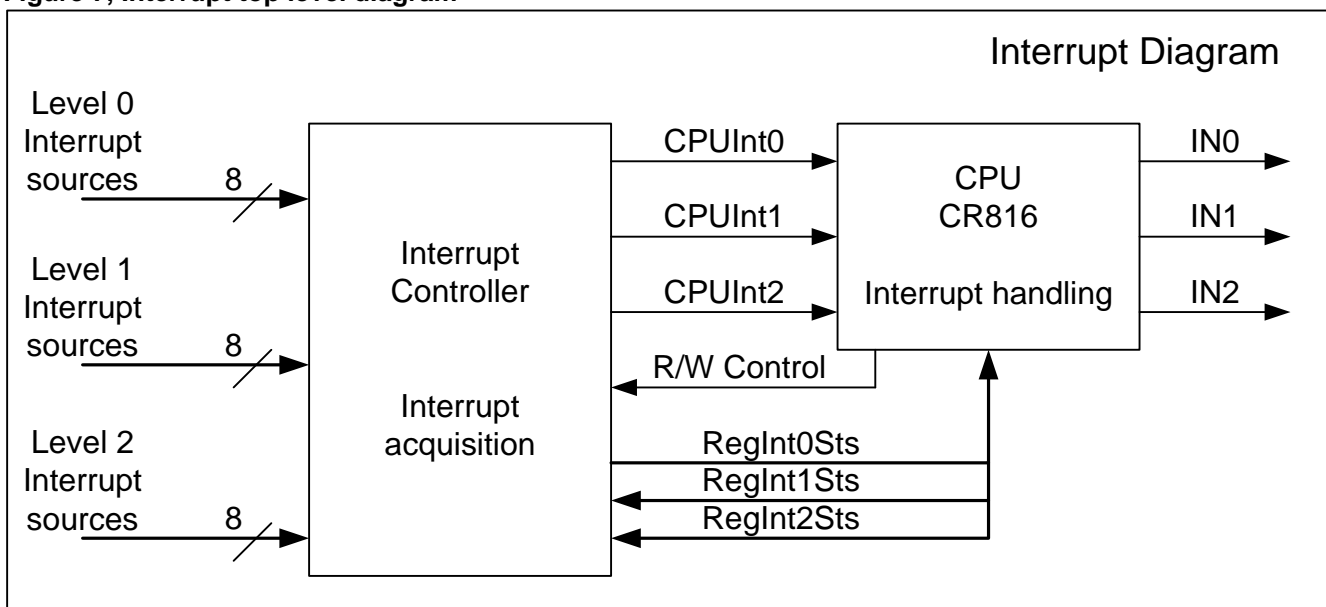 Figure 7, Interrupt top level diagram
Interrupt Diagram
Level 0
Interrupt
sources
8
Level 1
Interrupt
sources
8
Level 2
Interrupt
sources
8
Interrupt
Controller
Interrupt
acquisition
CPUInt0
CPUInt1
CPUInt2
R/W Control
RegInt0Sts
RegInt1Sts
RegInt2Sts
CPU
CR816
Interrupt handling
IN0
IN1
IN2